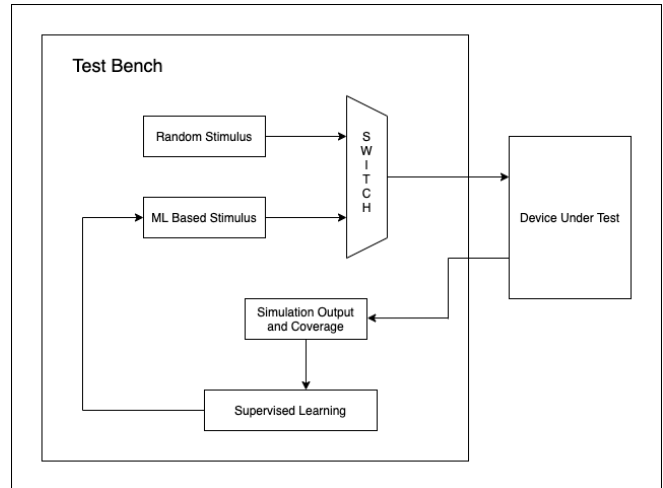 Test Bench
Random Stimulus
S
W
I
T
C
H
ML Based Stimulus
Device Under Test
Simulation Output
and Coverage
Supervised Learning